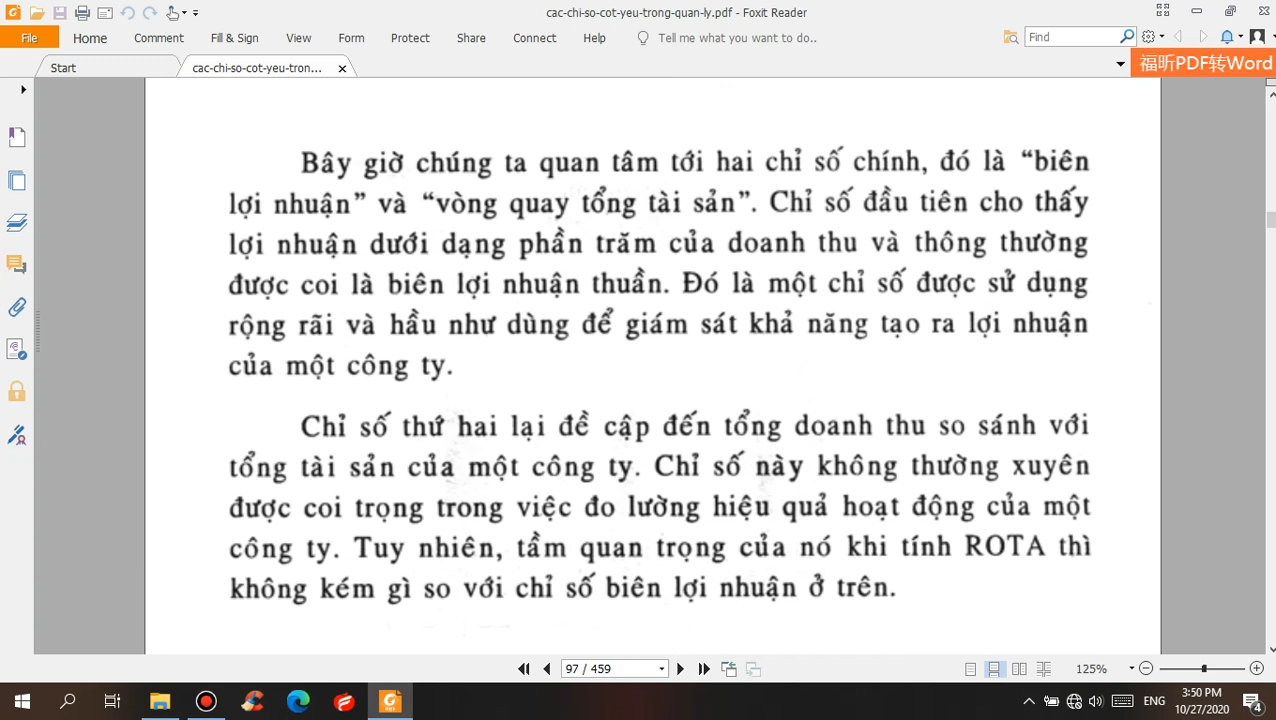 cac-chi-so-cot-yeu-trong-quan-ly.pdf - Foxit Reader
File Home Comment Fill & Sign View Form Protect Share Connect Help Tell me what you want to do.. Find
Start cac-chi-so-cot-yeu-tron...
福昕PDF转Word
Bây giờ chúng ta quan tâm tới hai chỉ số chính, đó là “biên
lợi nhuận” và “vòng quay tổng tài sản”. Chỉ số đầu tiên cho thấy
lợi nhuận dưới dạng phần trăm của doanh thu và thông thường
được coi là biên lợi nhuận thuần. Đó là một chỉ số được sử dụng
rộng rãi và hầu như dùng để giám sát khả năng tạo ra lợi nhuận
của một công ty.
Chỉ số thứ hai lại đề cập đến tổng doanh thu so sánh với
tổng tài sản của một công ty. Chỉ số này không thường xuyên
được coi trọng trong việc đo lường hiệu quả hoạt động của một
công ty. Tuy nhiên, tầm quan trọng của nó khi tính ROTA thì
không kém gì so với chỉ số biên lợi nhuận ở trên.
97 / 459 125%
ENG 3:50 PM
10/27/2020 4